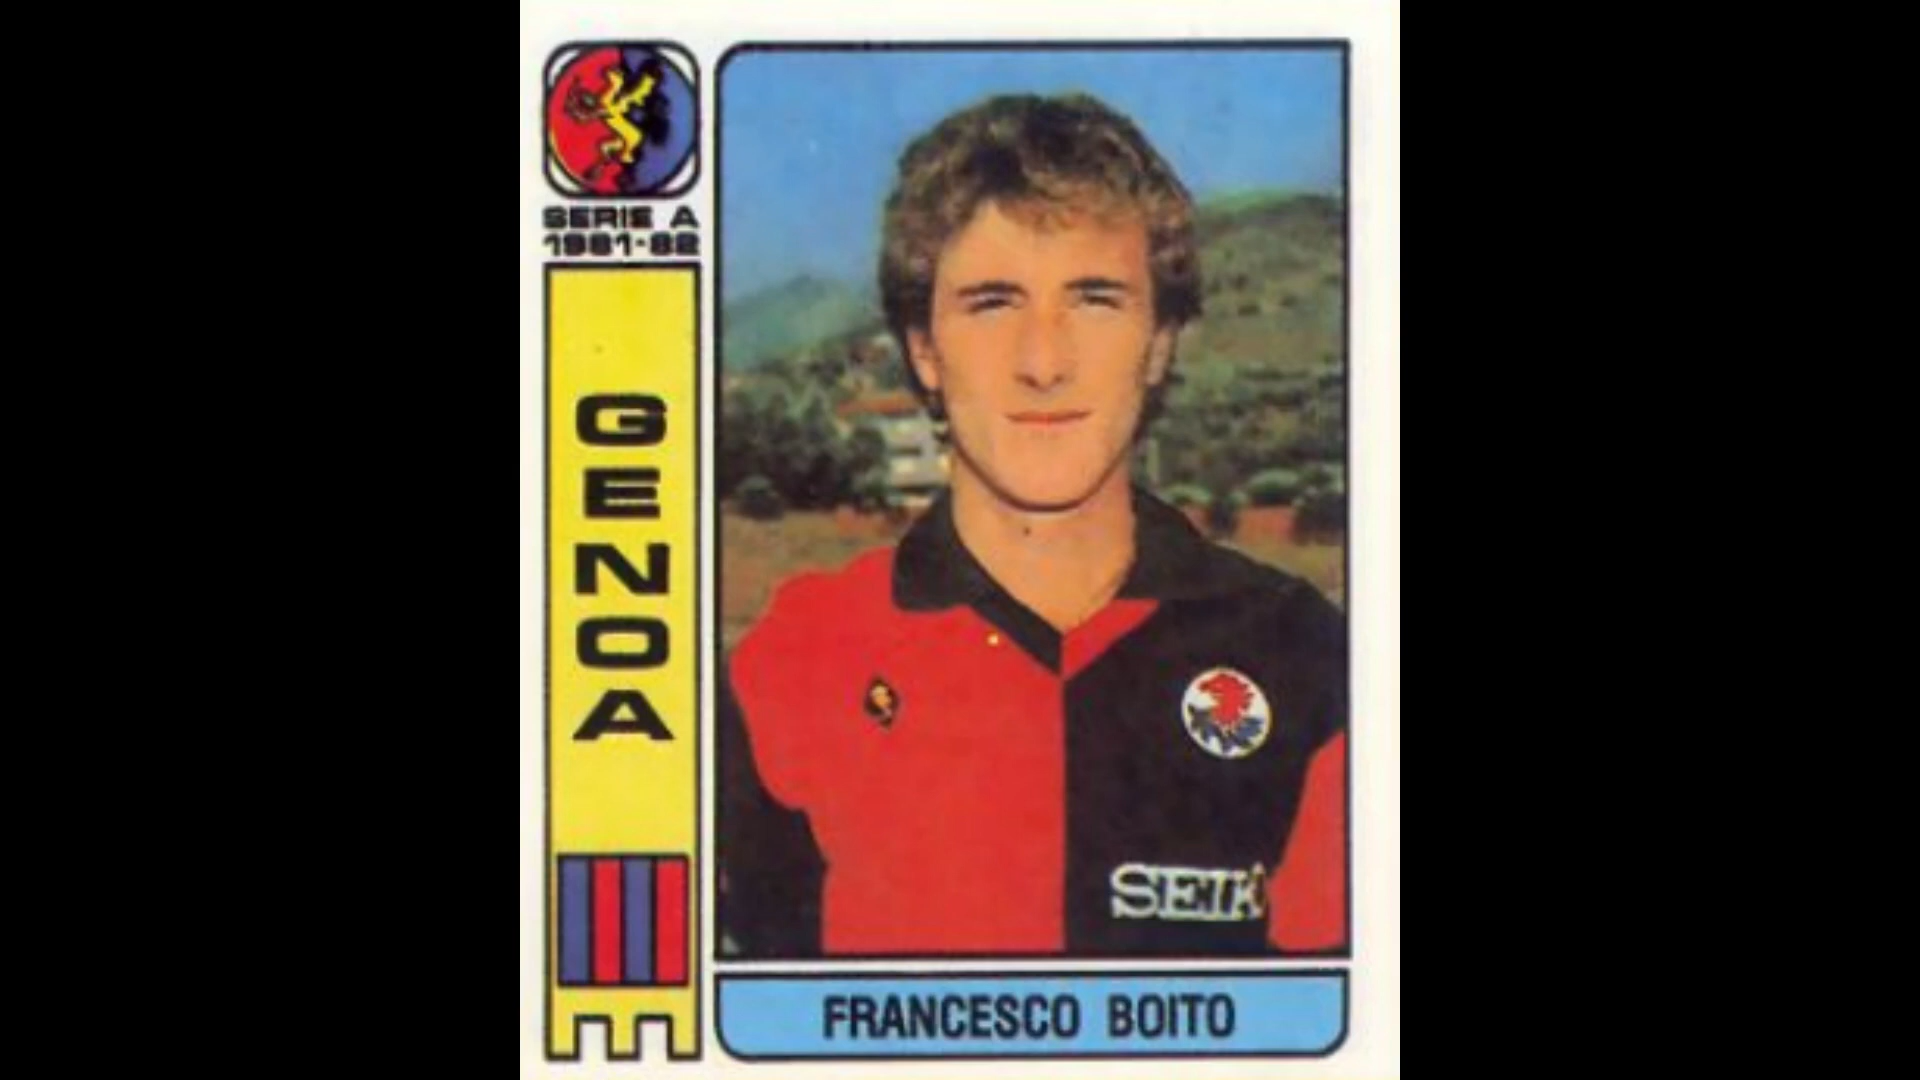 SERIE A
1981-82
GENOA
SEIK
FRANCESCO BOITO